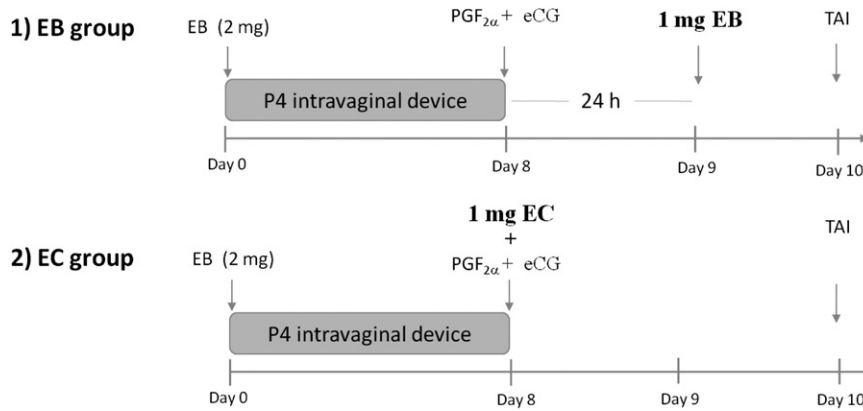 1) EB group
EB (2 mg)
PGF2α + eCG
1 mg EB
TAI
P4 intravaginal device
24 h
Day 0
Day 8
Day 9
Day 10
1 mg EC
+
2) EC group
EB (2 mg)
PGF2α + eCG
TAI
P4 intravaginal device
Day 0
Day 8
Day 9
Day 10